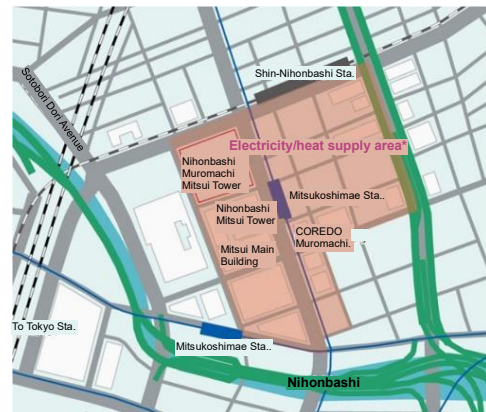 Shin-Nihonbashi Sta.
Sotobori Dori Avenue
Electricity/heat supply area*
Nihonbashi
Muromachi
Mitsui Tower
Mitsukoshimae Sta..
Nihonbashi
Mitsui Tower
COREDO
Muromachi.
Mitsui Main
Building
To Tokyo Sta.
Mitsukoshimae Sta..
Nihonbashi